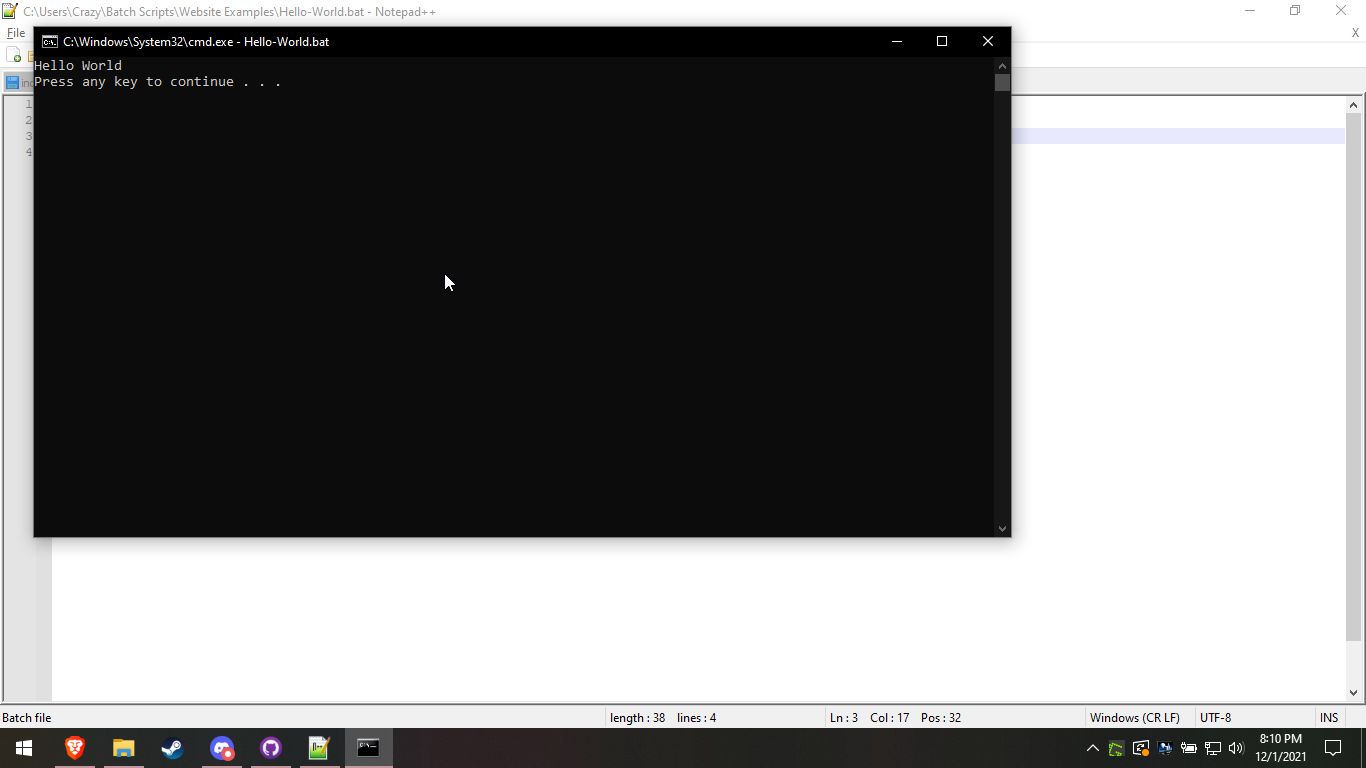 C:\Users\Crazy\Batch Scripts\Website Examples\Hello-World.bat - Notepad++
File
X
C:\Windows\System32\cmd.exe - Hello-World.bat
Hello World
Press any key to continue . . .
1
2
3
4
Batch file
length : 38 lines : 4
Ln : 3 Col : 17 Pos : 32
Windows (CR LF)
UTF-8
INS
8:10 PM
12/1/2021